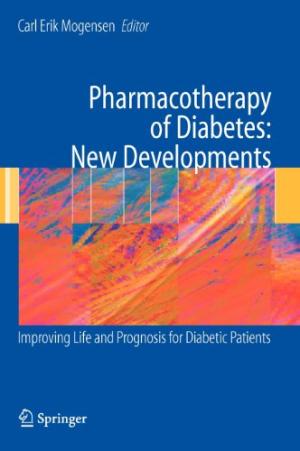 Carl Erik Mogensen Editor
Pharmacotherapy
of Diabetes:
New Developments
Improving Life and Prognosis for Diabetic Patients
Springer